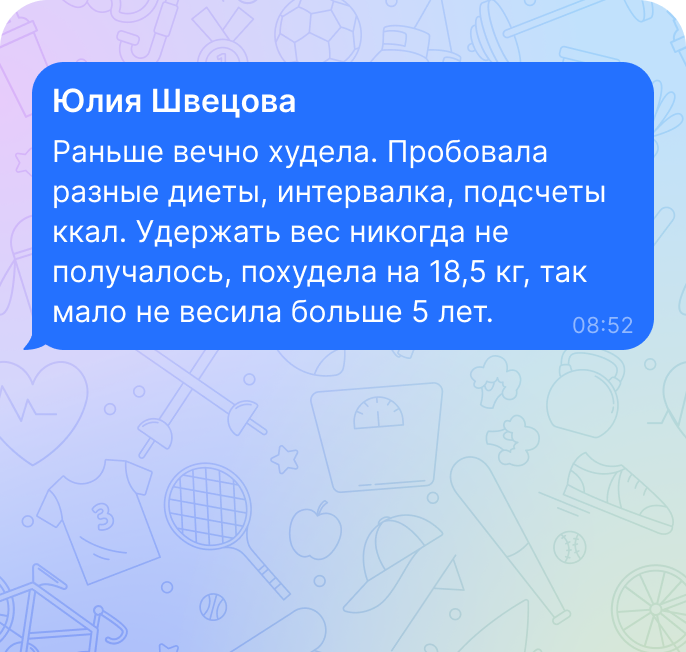 Юлия Швецова
Раньше вечно худела. Пробовала
разные диеты, интервалка, подсчеты
ккал. Удержать вес никогда не
получалось, похудела на 18,5 кг, так
мало не весила больше 5 лет.
08:52
3